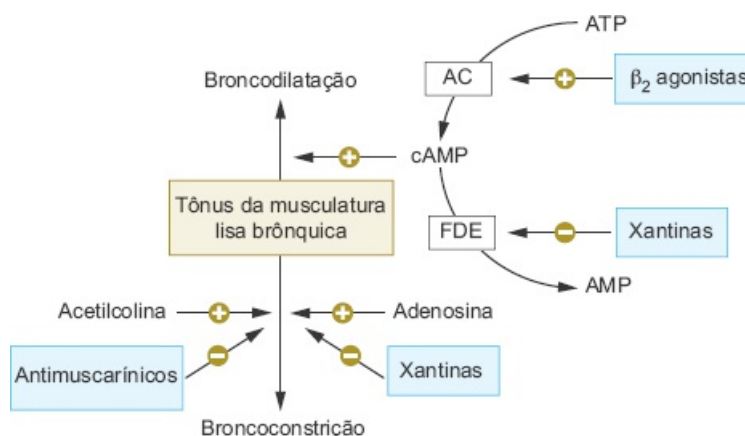 ATP
Broncodilatação
AC
+
β₂ agonistas
+
cAMP
Tônus da musculatura
lisa brônquica
FDE
−
Xantinas
AMP
Acetilcolina
+
+
Adenosina
Antimuscarínicos
−
−
Xantinas
Broncoconstrição